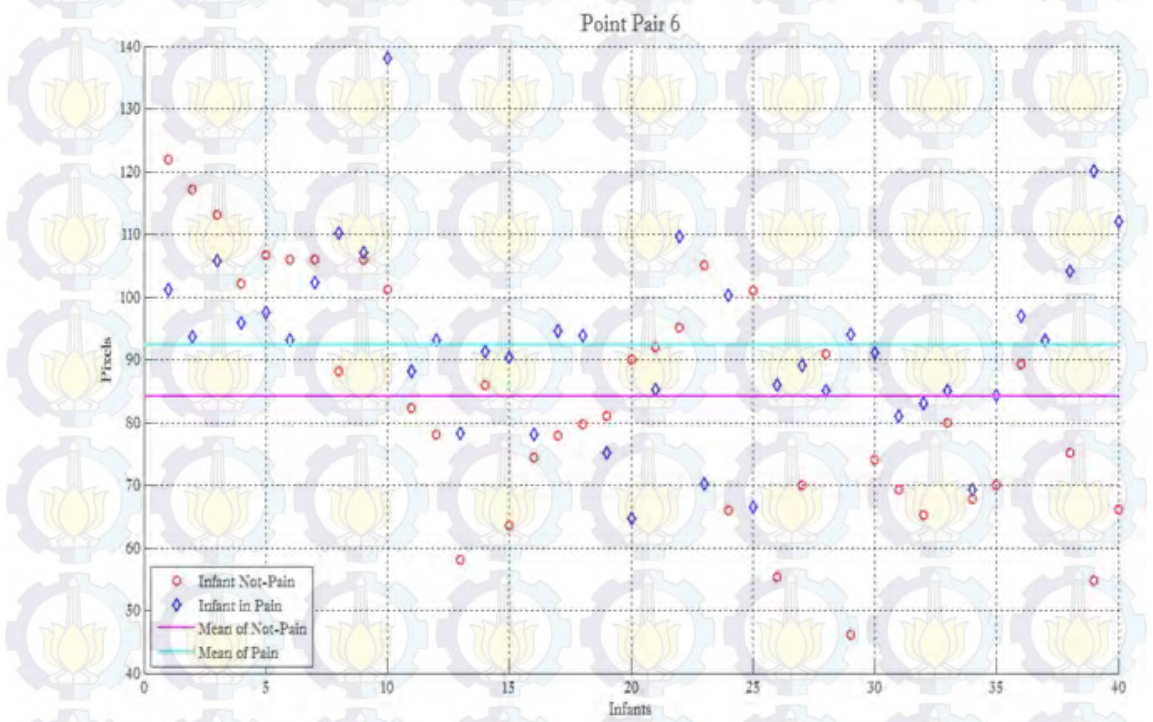 Point Pair 6
140
130
120
110
100
90
80
70
60
50
40
Pixels
Infant Not-Pain
Infant in Pain
Mean of Not-Pain
Mean of Pain
0 5 10 15 20 25 30 35 40
Infants